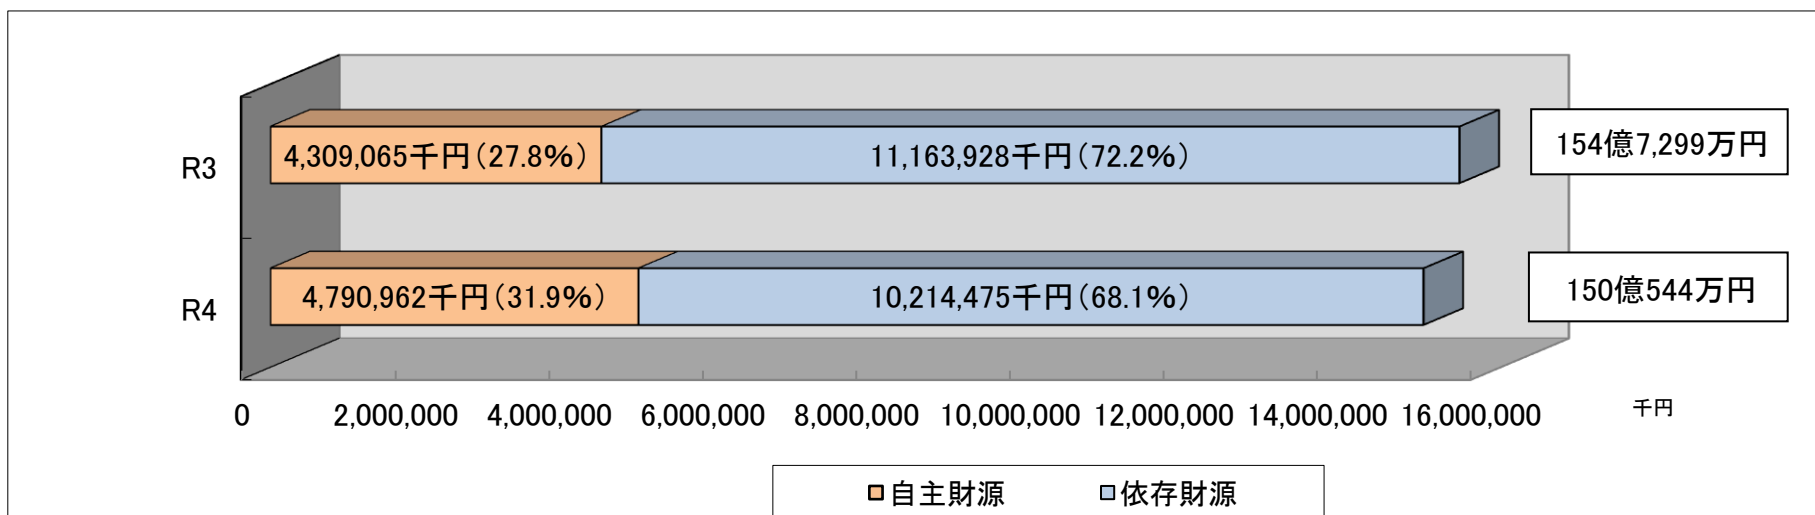 R3
4,309,065千円(27.8%)
11,163,928千円(72.2%)
154億7,299万円
R4
4,790,962千円(31.9%)
10,214,475千円(68.1%)
150億544万円
0 2,000,000 4,000,000 6,000,000 8,000,000 10,000,000 12,000,000 14,000,000 16,000,000 千円
自主財源 依存財源